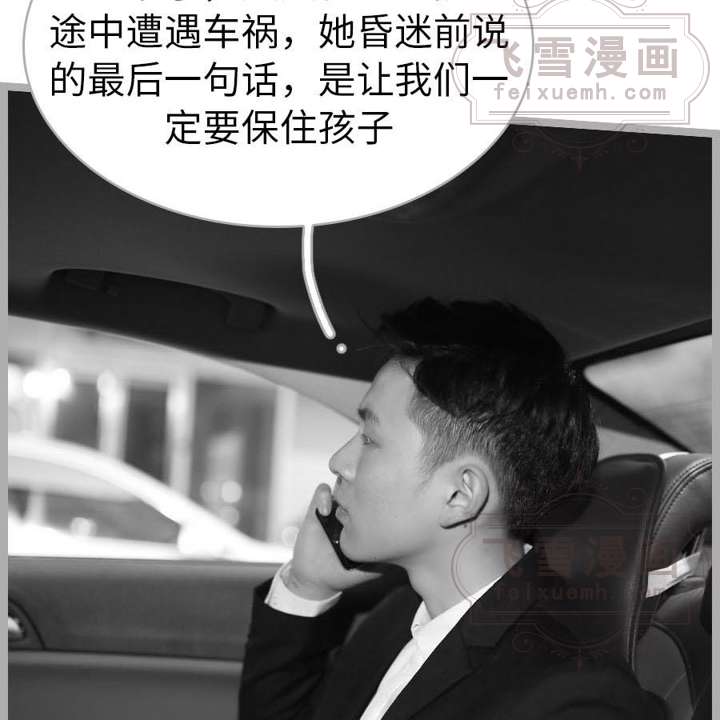 途中遭遇车祸，她昏迷前说
的最后一句话，是让我们一
定要保住孩子
飞雪漫画
feixuemh.com
飞雪漫画
feixuemh.com